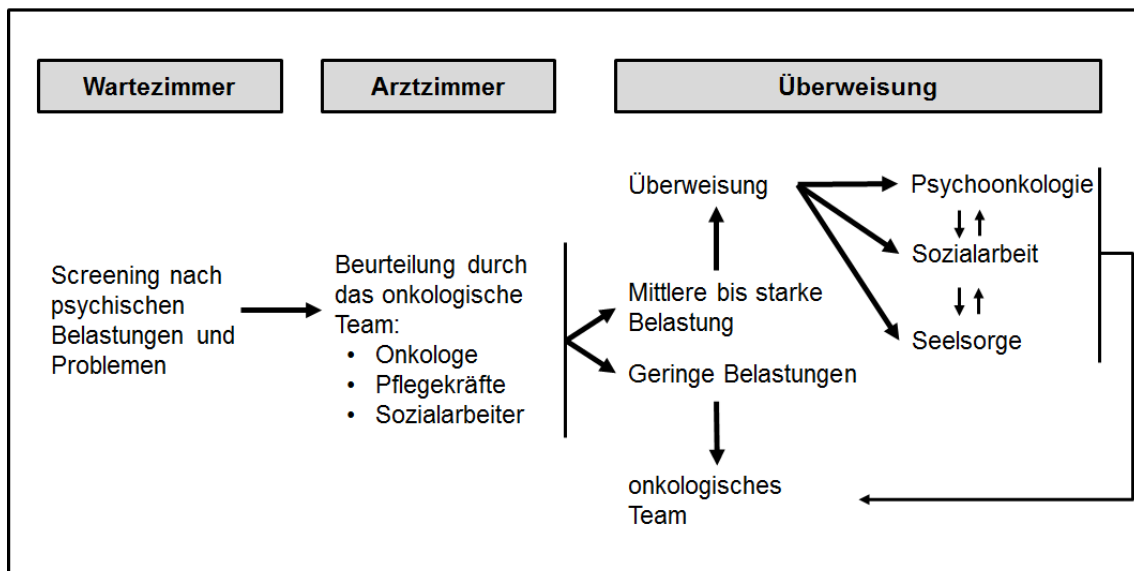 Wartezimmer
Arztzimmer
Überweisung
Screening nach
psychischen
Belastungen und
Problemen
Beurteilung durch
das onkologische
Team:
• Onkologe
• Pflegekräfte
• Sozialarbeiter
Überweisung
Mittlere bis starke
Belastung
Geringe Belastungen
onkologisches
Team
Psychoonkologie
Sozialarbeit
Seelsorge